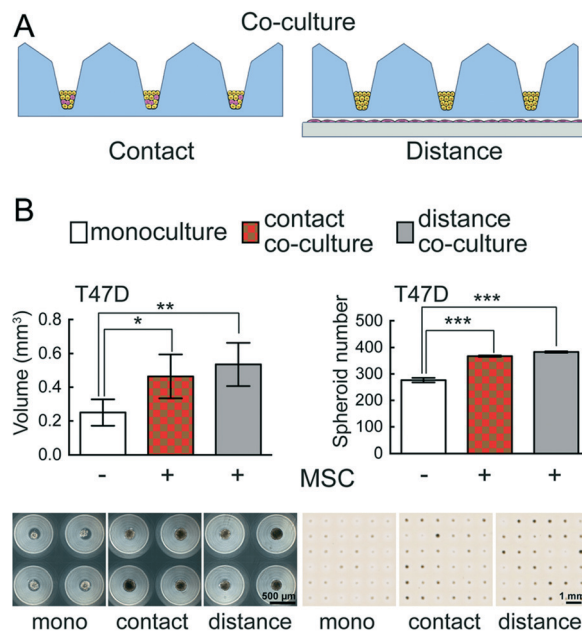 A
Co-culture
Contact
Distance
B
monoculture
contact co-culture
distance co-culture
T47D
Volume (mm³)
0.8
0.6
0.4
0.2
0.0
**
*
- + +
T47D
Spheroid number
500
400
300
200
100
0
***
***
- + +
MSC
500 µm
1 mm
mono contact distance
mono contact distance